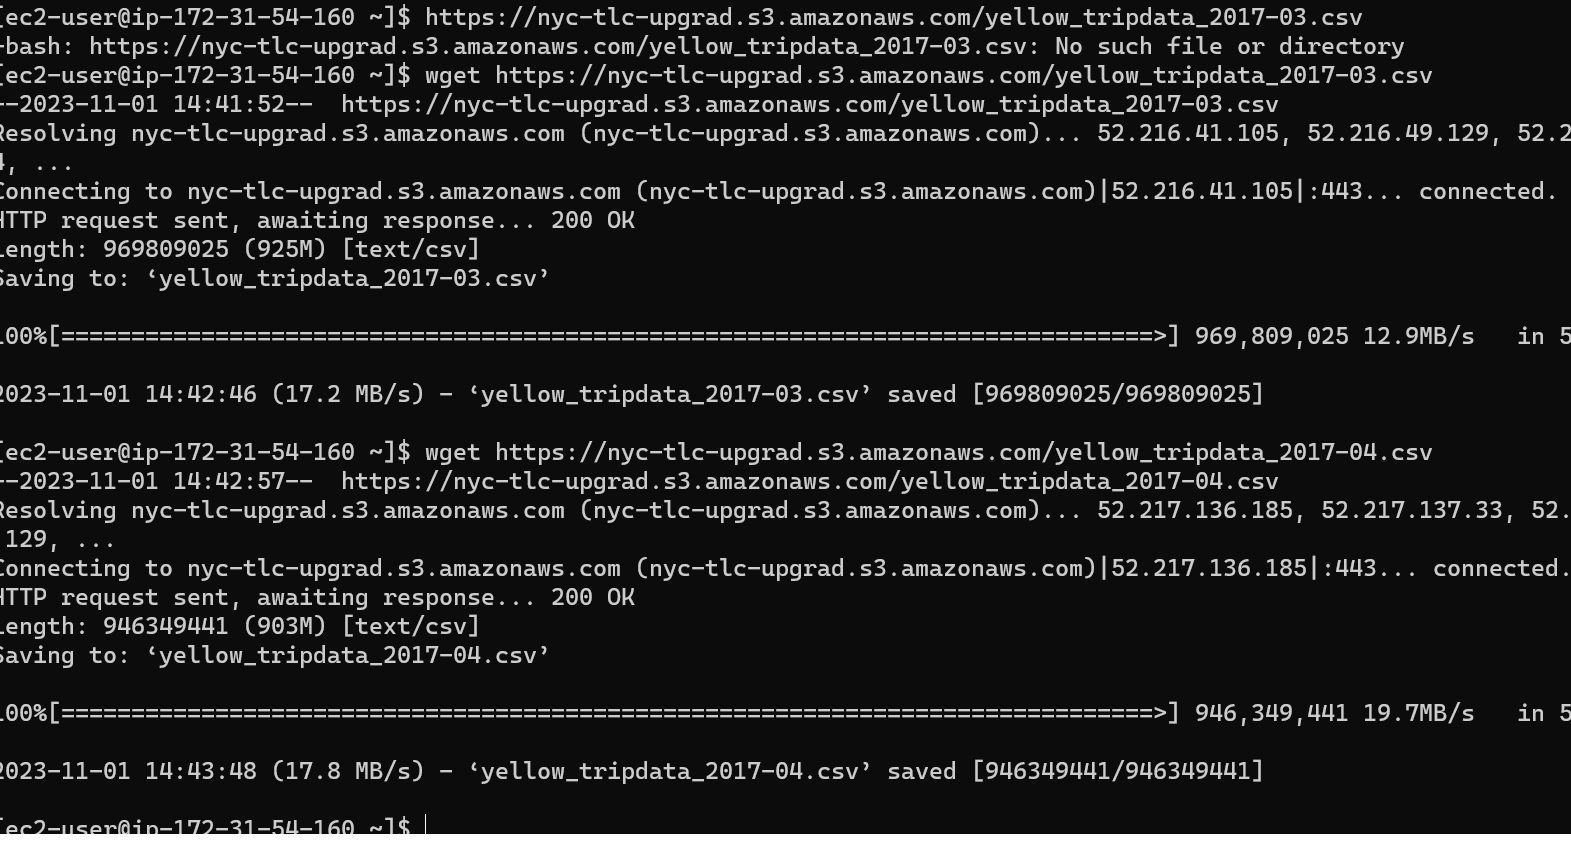 [ec2-user@ip-172-31-54-160 ~]$ https://nyc-tlc-upgrad.s3.amazonaws.com/yellow_tripdata_2017-03.csv
-bash: https://nyc-tlc-upgrad.s3.amazonaws.com/yellow_tripdata_2017-03.csv: No such file or directory
[ec2-user@ip-172-31-54-160 ~]$ wget https://nyc-tlc-upgrad.s3.amazonaws.com/yellow_tripdata_2017-03.csv
--2023-11-01 14:41:52--  https://nyc-tlc-upgrad.s3.amazonaws.com/yellow_tripdata_2017-03.csv
Resolving nyc-tlc-upgrad.s3.amazonaws.com (nyc-tlc-upgrad.s3.amazonaws.com)... 52.216.41.105, 52.216.49.129, 52.2
4, ...
Connecting to nyc-tlc-upgrad.s3.amazonaws.com (nyc-tlc-upgrad.s3.amazonaws.com)|52.216.41.105|:443... connected.
HTTP request sent, awaiting response... 200 OK
Length: 969809025 (925M) [text/csv]
Saving to: ‘yellow_tripdata_2017-03.csv’
100%[==============================================================================>] 969,809,025 12.9MB/s   in 5
2023-11-01 14:42:46 (17.2 MB/s) - ‘yellow_tripdata_2017-03.csv’ saved [969809025/969809025]
[ec2-user@ip-172-31-54-160 ~]$ wget https://nyc-tlc-upgrad.s3.amazonaws.com/yellow_tripdata_2017-04.csv
--2023-11-01 14:42:57--  https://nyc-tlc-upgrad.s3.amazonaws.com/yellow_tripdata_2017-04.csv
Resolving nyc-tlc-upgrad.s3.amazonaws.com (nyc-tlc-upgrad.s3.amazonaws.com)... 52.217.136.185, 52.217.137.33, 52.
.129, ...
Connecting to nyc-tlc-upgrad.s3.amazonaws.com (nyc-tlc-upgrad.s3.amazonaws.com)|52.217.136.185|:443... connected.
HTTP request sent, awaiting response... 200 OK
Length: 946349441 (903M) [text/csv]
Saving to: ‘yellow_tripdata_2017-04.csv’
100%[==============================================================================>] 946,349,441 19.7MB/s   in 5
2023-11-01 14:43:48 (17.8 MB/s) - ‘yellow_tripdata_2017-04.csv’ saved [946349441/946349441]
[ec2-user@ip-172-31-54-160 ~]$